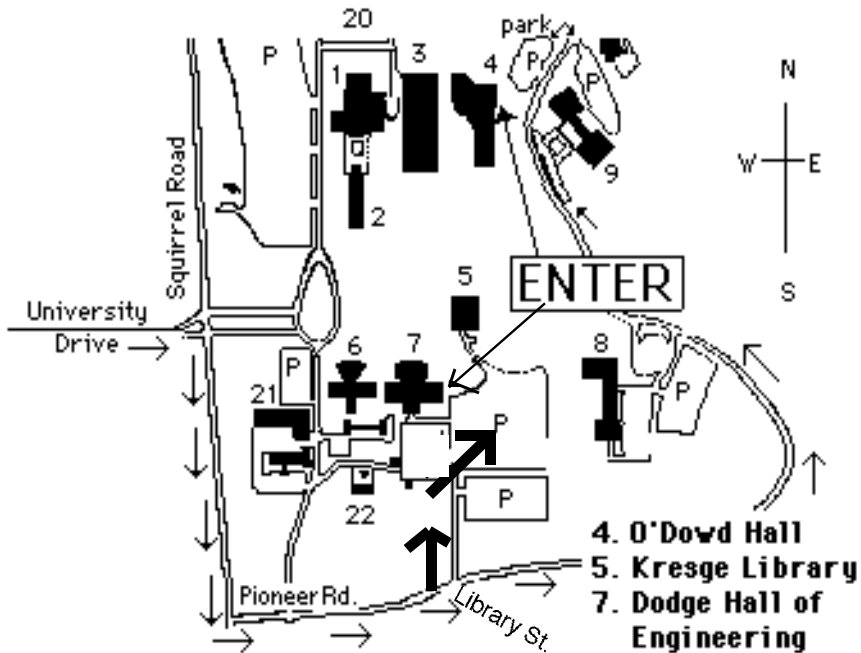 20
park
P
1
3
4
Pr
P
N
W
E
9
2
Squirrel Road
5
ENTER
S
University
Drive
6
7
8
P
21
P
P
22
P
4. O'Dowd Hall
5. Kresge Library
7. Dodge Hall of
Engineering
Pioneer Rd.
Library St.